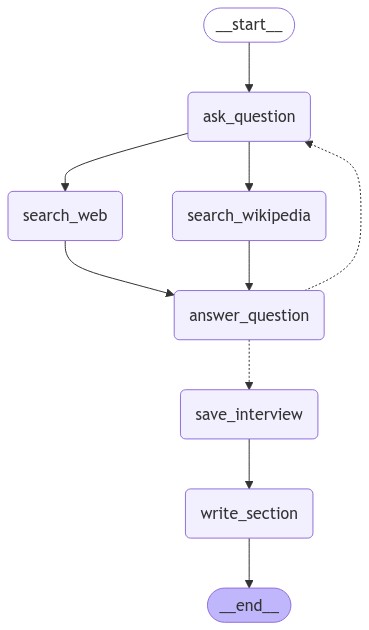 __start__
ask_question
search_web
search_wikipedia
answer_question
save_interview
write_section
__end__